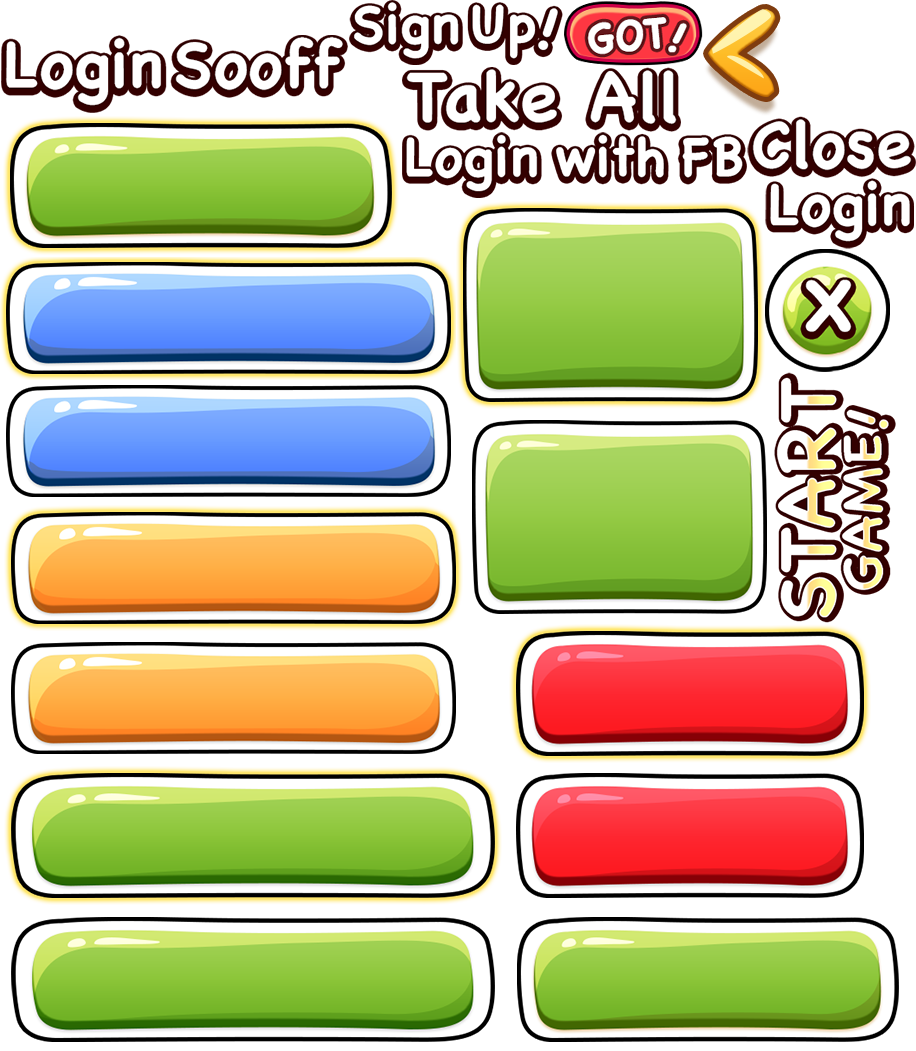 Login Sooff
Sign Up!
GOT!
Take All
Login with FB
Close
Login
X
START
GAME!